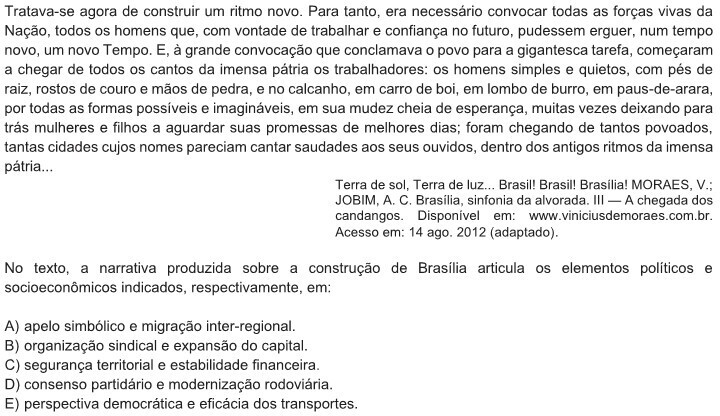 Tratava-se agora de construir um ritmo novo. Para tanto, era necessário convocar todas as forças vivas da
Nação, todos os homens que, com vontade de trabalhar e confiança no futuro, pudessem erguer, num tempo
novo, um novo Tempo. E, à grande convocação que conclamava o povo para a gigantesca tarefa, começaram
a chegar de todos os cantos da imensa pátria os trabalhadores: os homens simples e quietos, com pés de
raiz, rostos de couro e mãos de pedra, e no calcanho, em carro de boi, em lombo de burro, em paus-de-arara,
por todas as formas possíveis e imagináveis, em sua mudez cheia de esperança, muitas vezes deixando para
trás mulheres e filhos a aguardar suas promessas de melhores dias; foram chegando de tantos povoados,
tantas cidades cujos nomes pareciam cantar saudades aos seus ouvidos, dentro dos antigos ritmos da imensa
pátria...
Terra de sol, Terra de luz... Brasil! Brasil! Brasília! MORAES, V.;
JOBIM, A. C. Brasília, sinfonia da alvorada. III — A chegada dos
candangos. Disponível em: www.viniciusdemoraes.com.br.
Acesso em: 14 ago. 2012 (adaptado).
No texto, a narrativa produzida sobre a construção de Brasília articula os elementos políticos e
socioeconômicos indicados, respectivamente, em:
A) apelo simbólico e migração inter-regional.
B) organização sindical e expansão do capital.
C) segurança territorial e estabilidade financeira.
D) consenso partidário e modernização rodoviária.
E) perspectiva democrática e eficácia dos transportes.